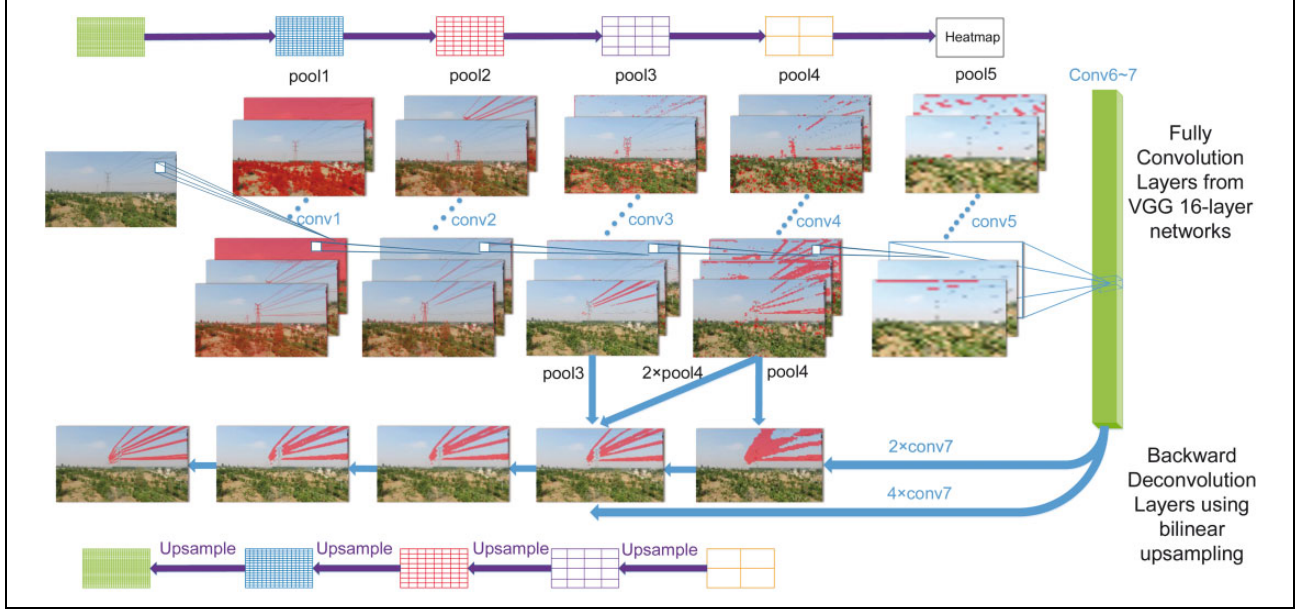 Heatmap
pool1
pool2
pool3
pool4
pool5
Conv6~7
Fully
Convolution
Layers from
VGG 16-layer
networks
conv1
conv2
conv3
conv4
conv5
pool3
2×pool4
pool4
2×conv7
4×conv7
Backward
Deconvolution
Layers using
bilinear
upsampling
Upsample
Upsample
Upsample
Upsample